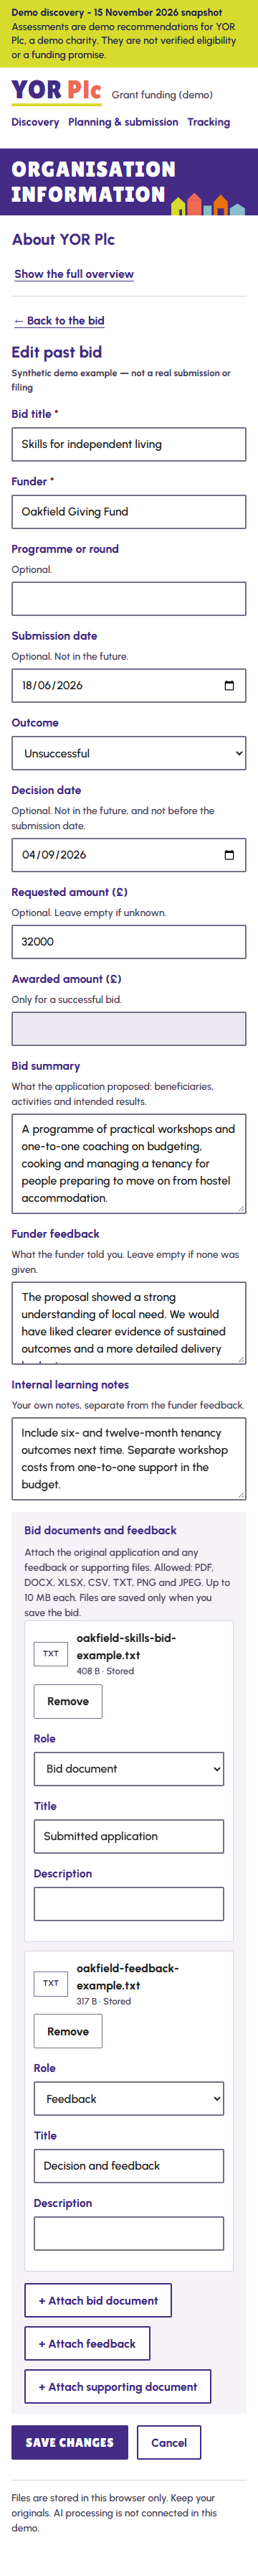 Demo discovery - 15 November 2026 snapshot
Assessments are demo recommendations for YOR
Plc, a demo charity. They are not verified eligibility
or a funding promise.
YOR Plc
Grant funding (demo)
Discovery Planning & submission Tracking
ORGANISATION
INFORMATION
About YOR Plc
Show the full overview
← Back to the bid
Edit past bid
Synthetic demo example — not a real submission or
filing
Bid title *
Skills for independent living
Funder *
Oakfield Giving Fund
Programme or round
Optional.
Submission date
Optional. Not in the future.
18/06/2026
Outcome
Unsuccessful
Decision date
Optional. Not in the future, and not before the
submission date.
04/09/2026
Requested amount (£)
Optional. Leave empty if unknown.
32000
Awarded amount (£)
Only for a successful bid.
Bid summary
What the application proposed: beneficiaries,
activities and intended results.
A programme of practical workshops and
one-to-one coaching on budgeting,
cooking and managing a tenancy for
people preparing to move on from hostel
accommodation.
Funder feedback
What the funder told you. Leave empty if none was
given.
The proposal showed a strong
understanding of local need. We would
have liked clearer evidence of sustained
outcomes and a more detailed delivery
Internal learning notes
Your own notes, separate from the funder feedback.
Include six- and twelve-month tenancy
outcomes next time. Separate workshop
costs from one-to-one support in the
budget.
Bid documents and feedback
Attach the original application and any
feedback or supporting files. Allowed: PDF,
DOCX, XLSX, CSV, TXT, PNG and JPEG. Up to
10 MB each. Files are saved only when you
save the bid.
TXT
oakfield-skills-bid-
example.txt
408 B · Stored
Remove
Role
Bid document
Title
Submitted application
Description
TXT
oakfield-feedback-
example.txt
317 B · Stored
Remove
Role
Feedback
Title
Decision and feedback
Description
+ Attach bid document
+ Attach feedback
+ Attach supporting document
SAVE CHANGES
Cancel
Files are stored in this browser only. Keep your
originals. AI processing is not connected in this
demo.